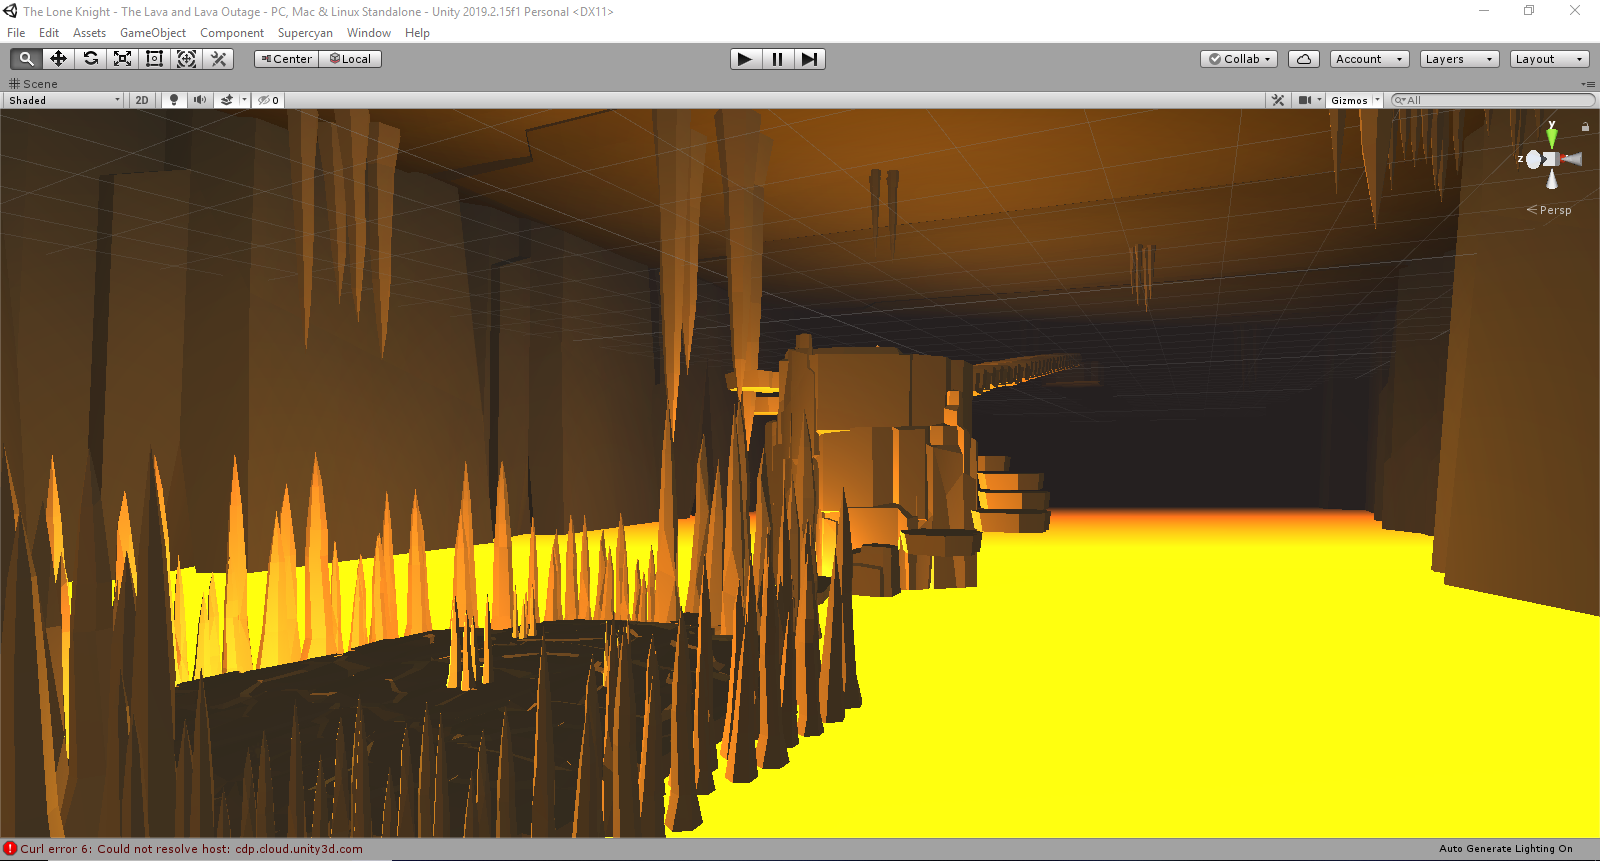 The Lone Knight - The Lava and Lava Outage - PC, Mac & Linux Standalone - Unity 2019.2.15f1 Personal <DX11>
File Edit Assets GameObject Component Supercyan Window Help
Center Local Collab Account Layers Layout
Scene
Shaded 2D 0 Gizmos All
y
z
Persp
Curl error 6: Could not resolve host: cdp.cloud.unity3d.com Auto Generate Lighting On